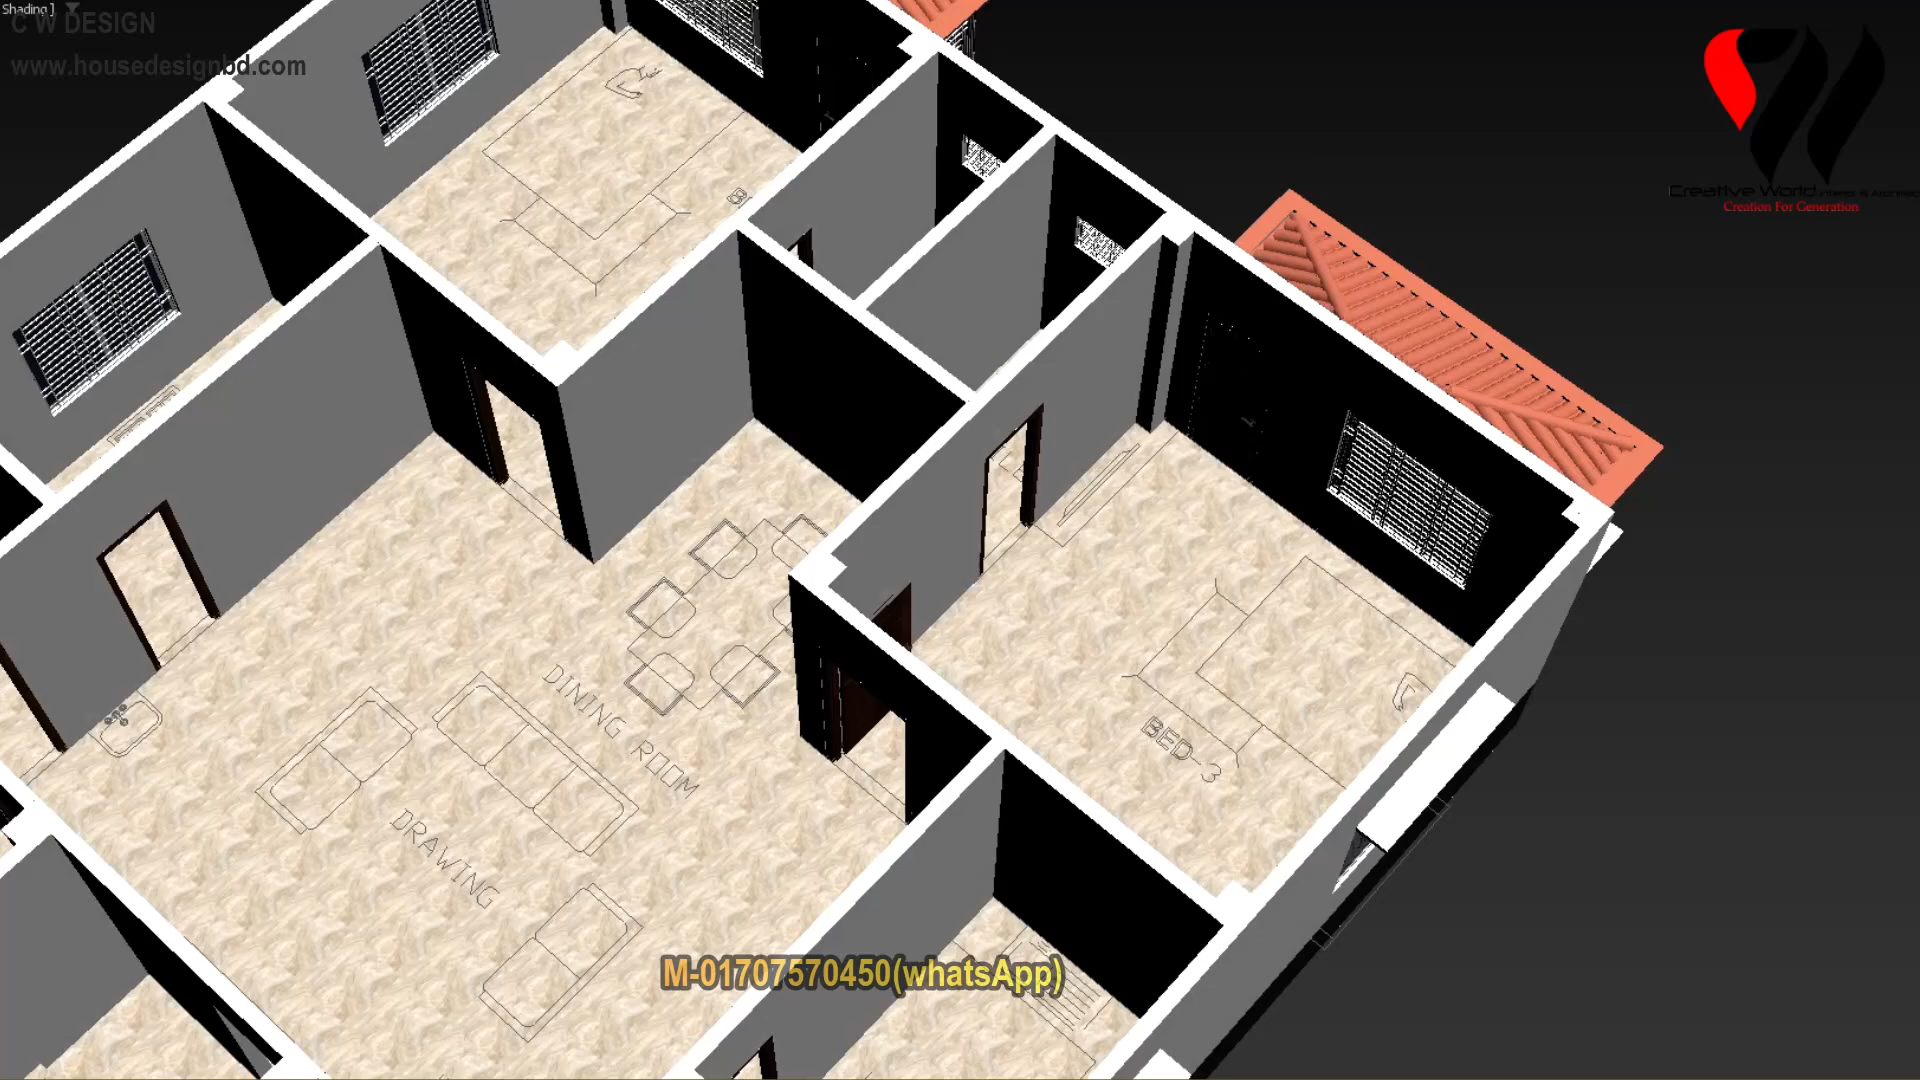 Shading ]
C W DESIGN
www.housedesignbd.com
Creative World
Creation For Generation
DINING ROOM
BED-3
DRAWING
M-01707570450(whatsApp)